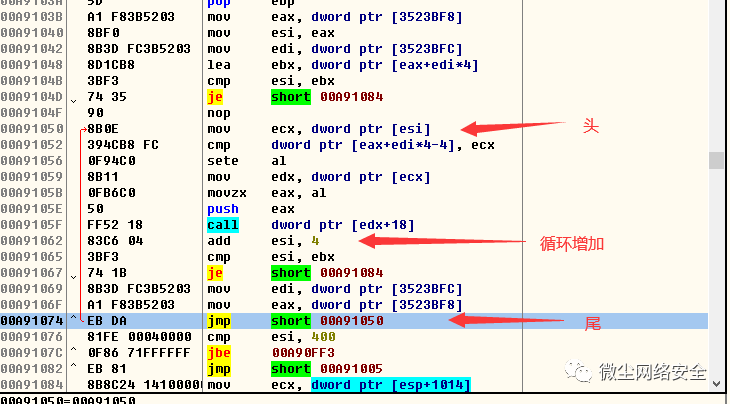 00A9103A 5D pop ebp
00A9103B A1 F83B5203 mov eax, dword ptr [3523BF8]
00A91040 8BF0 mov esi, eax
00A91042 8B3D FC3B5203 mov edi, dword ptr [3523BFC]
00A91048 8D1CB8 lea ebx, dword ptr [eax+edi*4]
00A9104B 3BF3 cmp esi, ebx
00A9104D 74 35 je short 00A91084
00A9104F 90 nop
00A91050 8B0E mov ecx, dword ptr [esi] 头
00A91052 394CB8 FC cmp dword ptr [eax+edi*4-4], ecx
00A91056 0F94C0 sete al
00A91059 8B11 mov edx, dword ptr [ecx]
00A9105B 0FB6C0 movzx eax, al
00A9105E 50 push eax
00A9105F FF52 18 call dword ptr [edx+18]
00A91062 83C6 04 add esi, 4 循环增加
00A91065 3BF3 cmp esi, ebx
00A91067 74 1B je short 00A91084
00A91069 8B3D FC3B5203 mov edi, dword ptr [3523BFC]
00A9106F A1 F83B5203 mov eax, dword ptr [3523BF8]
00A91074 EB DA jmp short 00A91050 尾
00A91076 81FE 00040000 cmp esi, 400
00A9107C 0F86 71FFFFFF jbe 00A90FF3
00A91082 EB 81 jmp short 00A91005
00A91084 8B8C24 14100000 mov ecx, dword ptr [esp+1014]
微尘网络安全
00A91050=00A91050